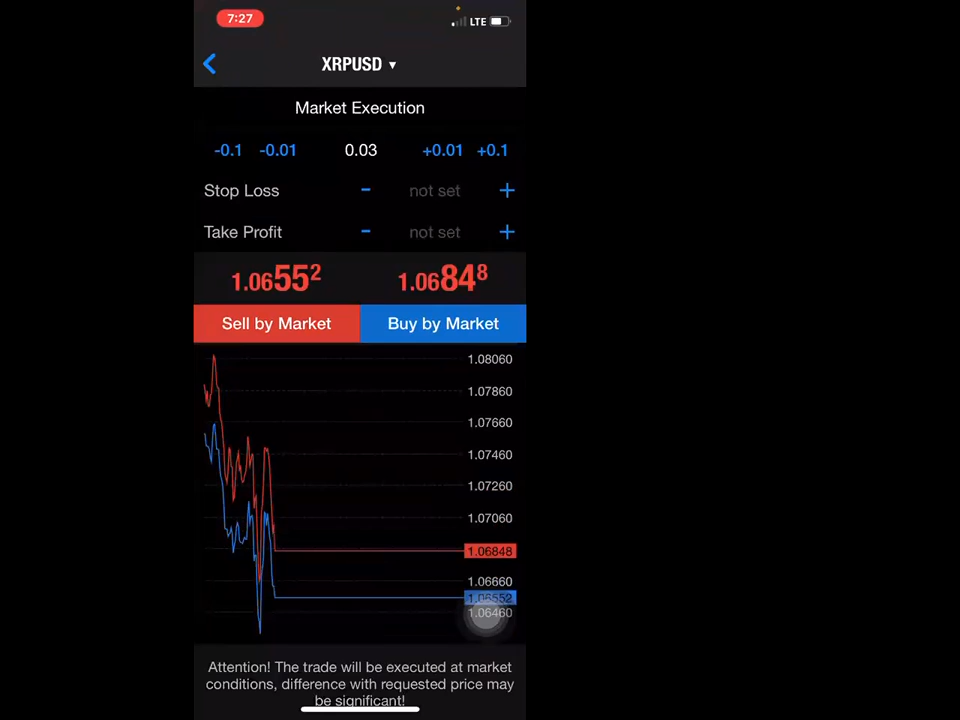 7:27 LTE
XRPUSD ▼
Market Execution
-0.1 -0.01 0.03 +0.01 +0.1
Stop Loss - not set +
Take Profit - not set +
1.06552 1.06848
Sell by Market Buy by Market
1.08060
1.07860
1.07660
1.07460
1.07260
1.07060
1.06848
1.06660
1.06552
1.06460
Attention! The trade will be executed at market
conditions, difference with requested price may
be significant!